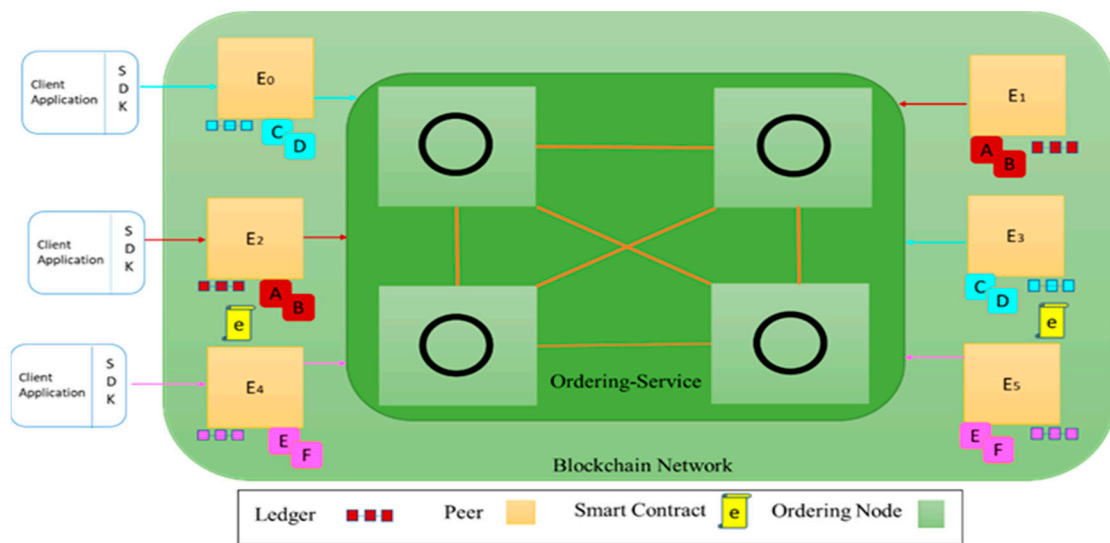 Client
Application
S
D
K
E0
C
D
E1
A
B
Client
Application
S
D
K
E2
A
B
e
E3
C
D
e
Client
Application
S
D
K
E4
E
F
E5
E
F
Ordering-Service
Blockchain Network
Ledger Peer Smart Contract e Ordering Node